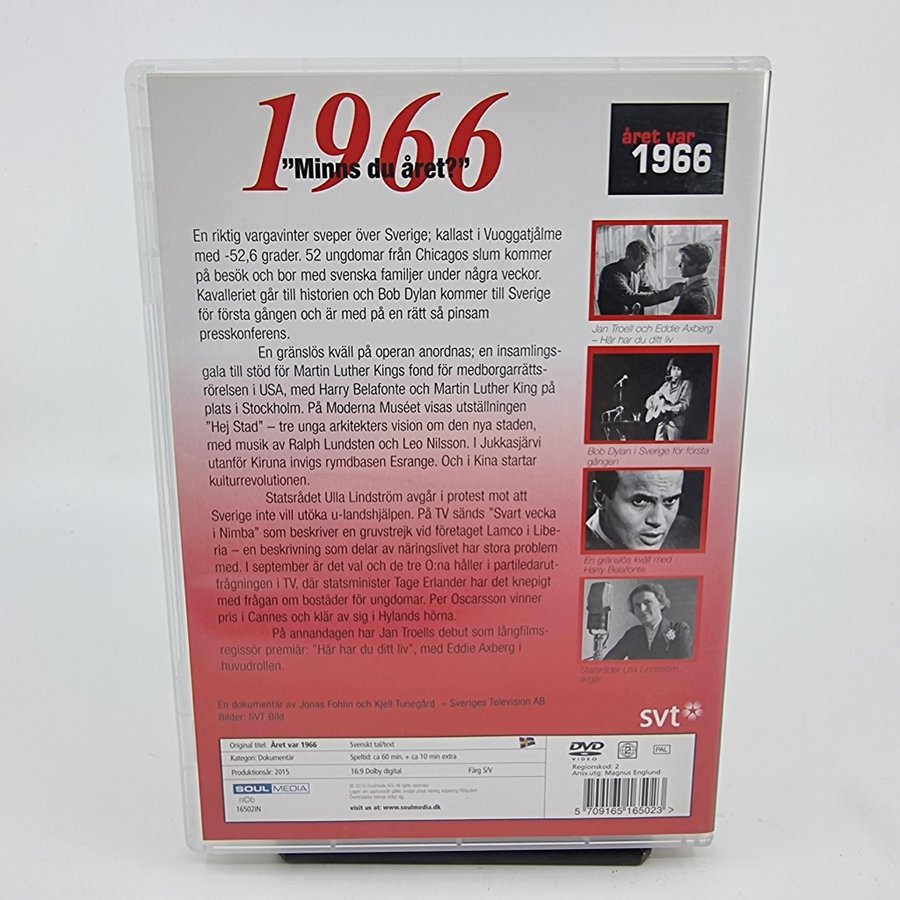 1966
”Minns du året?”
året var
1966
En riktig vargavinter sveper över Sverige; kallast i Vuoggatjålme
med -52,6 grader. 52 ungdomar från Chicagos slum kommer
på besök och bor med svenska familjer under några veckor.
Kavalleriet går till historien och Bob Dylan kommer till Sverige
för första gången och är med på en rätt så pinsam
presskonferens.
En gränslös kväll på operan anordnas; en insamlings-
gala till stöd för Martin Luther Kings fond för medborgarrätts-
rörelsen i USA, med Harry Belafonte och Martin Luther King på
plats i Stockholm. På Moderna Muséet visas utställningen
”Hej Stad” – tre unga arkitekters vision om den nya staden,
med musik av Ralph Lundsten och Leo Nilsson. I Jukkasjärvi
utanför Kiruna invigs rymdbasen Esrange. Och i Kina startar
kulturrevolutionen.
Statsrådet Ulla Lindström avgår i protest mot att
Sverige inte vill utöka u-landshjälpen. På TV sänds ”Svart vecka
i Nimba” som beskriver en gruvstrejk vid företaget Lamco i Libe-
ria – en beskrivning som delar av näringslivet har stora problem
med. I september är det val och de tre O:na håller i partiledarut-
frågningen i TV, där statsminister Tage Erlander har det knepigt
med frågan om bostäder för ungdomar. Per Oscarsson vinner
pris i Cannes och klär av sig i Hylands hörna.
På annandagen har Jan Troells debut som långfilms-
regissör premiär: ”Här har du ditt liv”, med Eddie Axberg i
huvudrollen.
En dokumentär av Jonas Fohlin och Kjell Tunegård – Sveriges Television AB.
Bilder: SVT Bild
Jan Troell och Eddie Axberg
– Här har du ditt liv
Bob Dylan i Sverige för första
gången
En gränslös kväll med
Harry Belafonte
Statsrådet Ulla Lindström
avgår
svt
Original titel: Året var 1966
Svenskt tal/text
Kategori: Dokumentär
Speltid: ca 60 min. + ca 10 min extra
Produktionsår: 2015
16:9 Dolby digital
Färg S/V
SOUL MEDIA
nOb
16502IN
visit us at: www.soulmedia.dk
DVD
VIDEO
2
PAL
Regionskod: 2
Ansv.utg: Magnus Englund
5 709165 165023 >